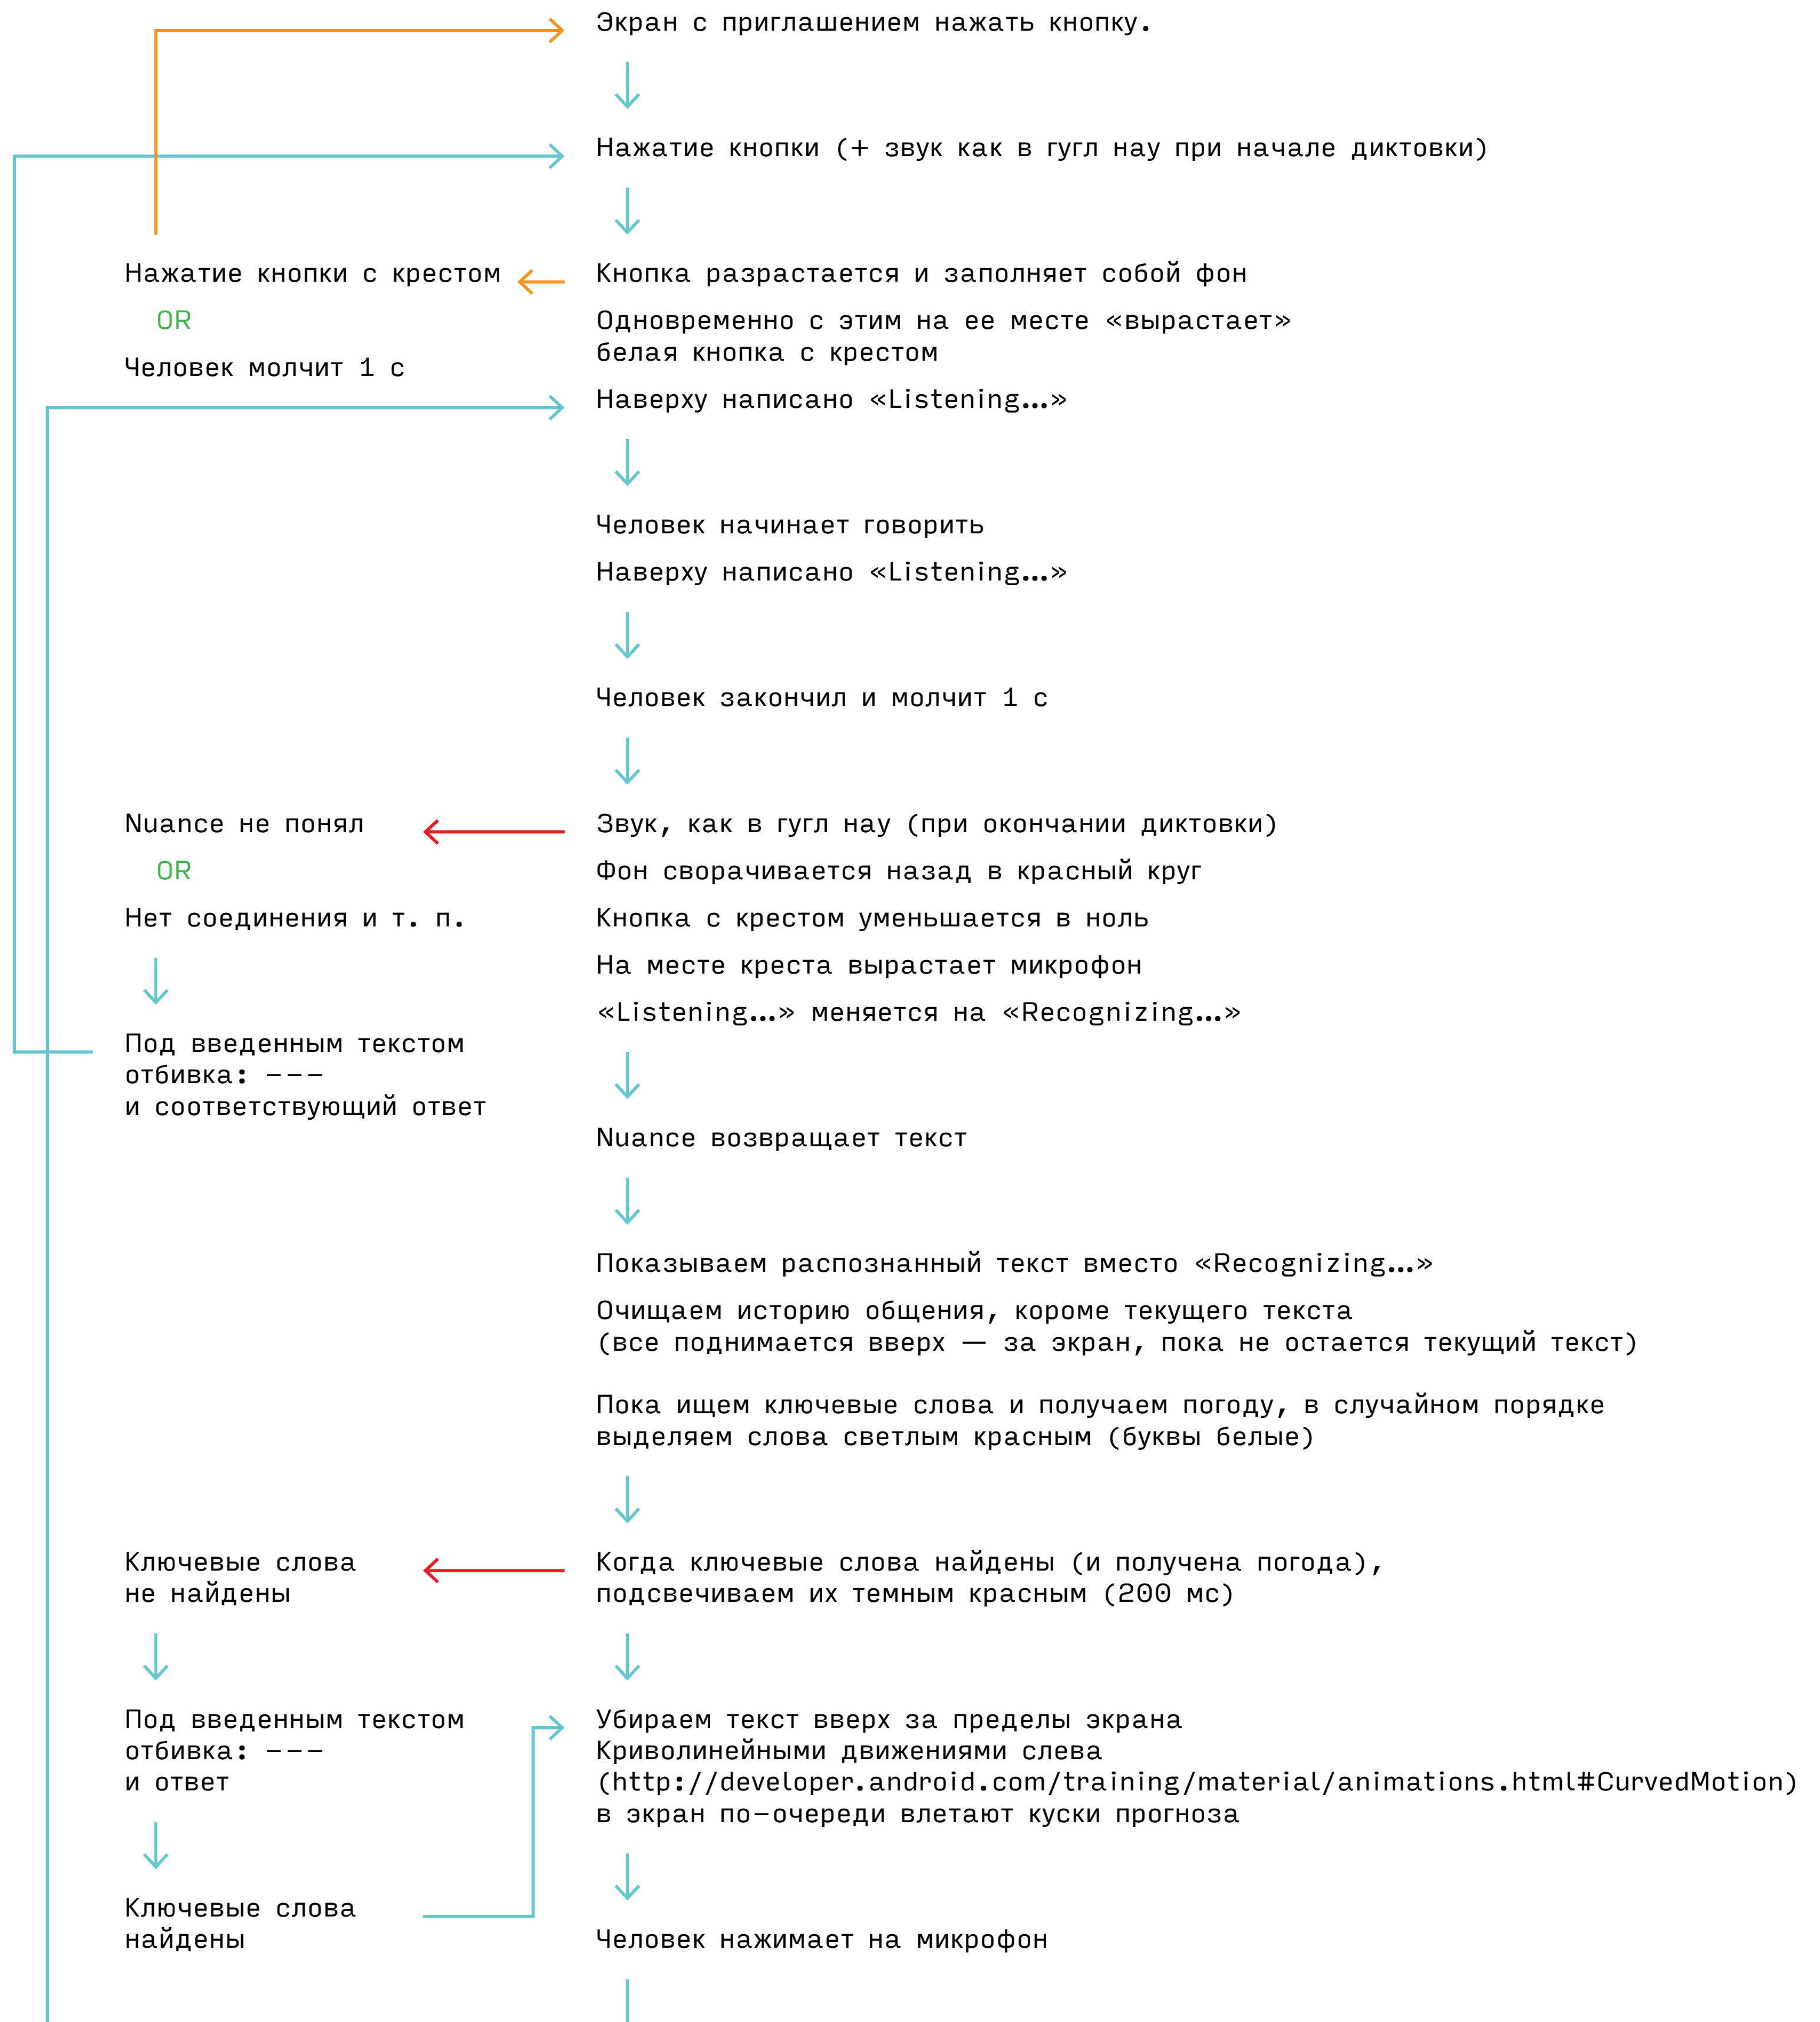 Экран с приглашением нажать кнопку.
Нажатие кнопки (+ звук как в гугл нау при начале диктовки)
Нажатие кнопки с крестом
OR
Человек молчит 1 с
Кнопка разрастается и заполняет собой фон
Одновременно с этим на ее месте «вырастает»
белая кнопка с крестом
Наверху написано «Listening…»
Человек начинает говорить
Наверху написано «Listening…»
Человек закончил и молчит 1 с
Nuance не понял
OR
Нет соединения и т. п.
Под введенным текстом
отбивка: ---
и соответствующий ответ
Звук, как в гугл нау (при окончании диктовки)
Фон сворачивается назад в красный круг
Кнопка с крестом уменьшается в ноль
На месте креста вырастает микрофон
«Listening…» меняется на «Recognizing…»
Nuance возвращает текст
Показываем распознанный текст вместо «Recognizing…»
Очищаем историю общения, короме текущего текста
(все поднимается вверх — за экран, пока не остается текущий текст)
Пока ищем ключевые слова и получаем погоду, в случайном порядке
выделяем слова светлым красным (буквы белые)
Ключевые слова
не найдены
Когда ключевые слова найдены (и получена погода),
подсвечиваем их темным красным (200 мс)
Под введенным текстом
отбивка: ---
и ответ
Убираем текст вверх за пределы экрана
Криволинейными движениями слева
(http://developer.android.com/training/material/animations.html#CurvedMotion)
в экран по-очереди влетают куски прогноза
Ключевые слова
найдены
Человек нажимает на микрофон